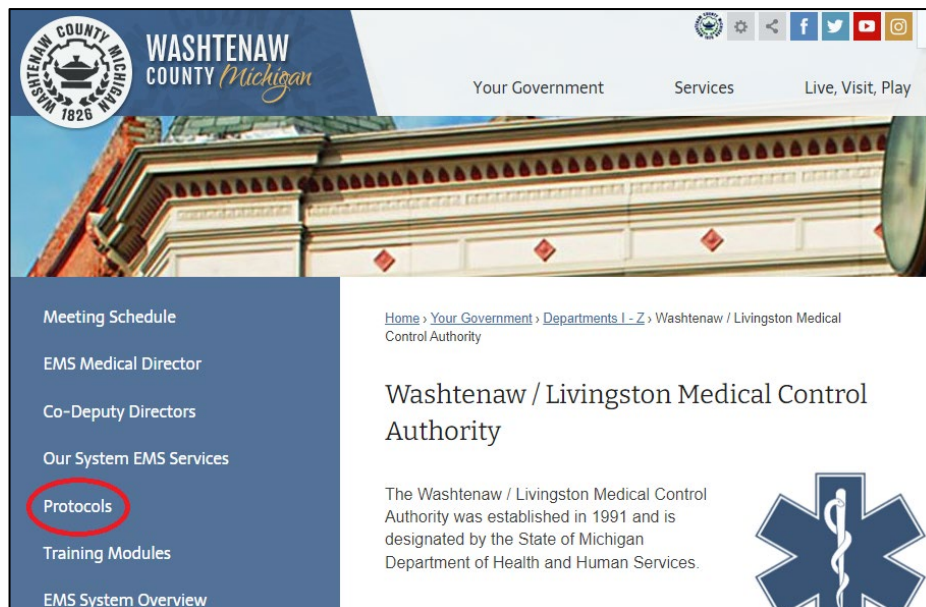 WASHTENAW COUNTY MICHIGAN
1826
WASHTENAW
COUNTY Michigan
Your Government Services Live, Visit, Play
Meeting Schedule
EMS Medical Director
Co-Deputy Directors
Our System EMS Services
Protocols
Training Modules
EMS System Overview
Home › Your Government › Departments I - Z › Washtenaw / Livingston Medical
Control Authority
Washtenaw / Livingston Medical Control
Authority
The Washtenaw / Livingston Medical Control
Authority was established in 1991 and is
designated by the State of Michigan
Department of Health and Human Services.